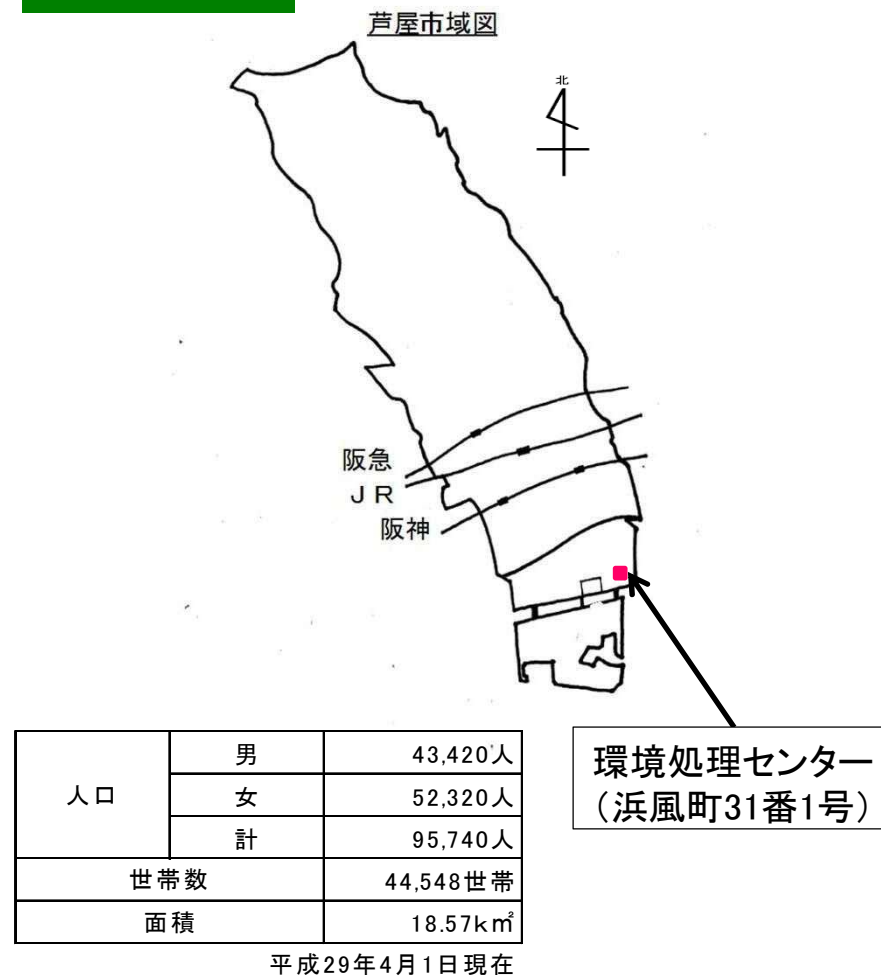 芦屋市域図
北
阪急
ＪＲ
阪神
環境処理センター
（浜風町31番1号）
人口 男 43,420人
女 52,320人
計 95,740人
世帯数 44,548世帯
面積 18.57k㎡
平成29年4月1日現在